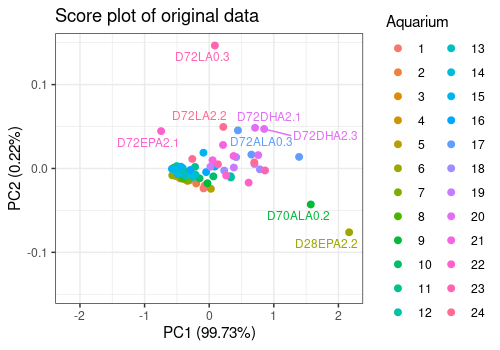 Score plot of original data
Aquarium
D72LA0.3
D72LA2.2
D72DHA2.1
D72EPA2.1
D72ALA0.3
D72DHA2.3
D70ALA0.2
D28EPA2.2
PC2 (0.22%)
0.1
0.0
-0.1
-2
-1
0
1
2
PC1 (99.73%)
1
2
3
4
5
6
7
8
9
10
11
12
13
14
15
16
17
18
19
20
21
22
23
24